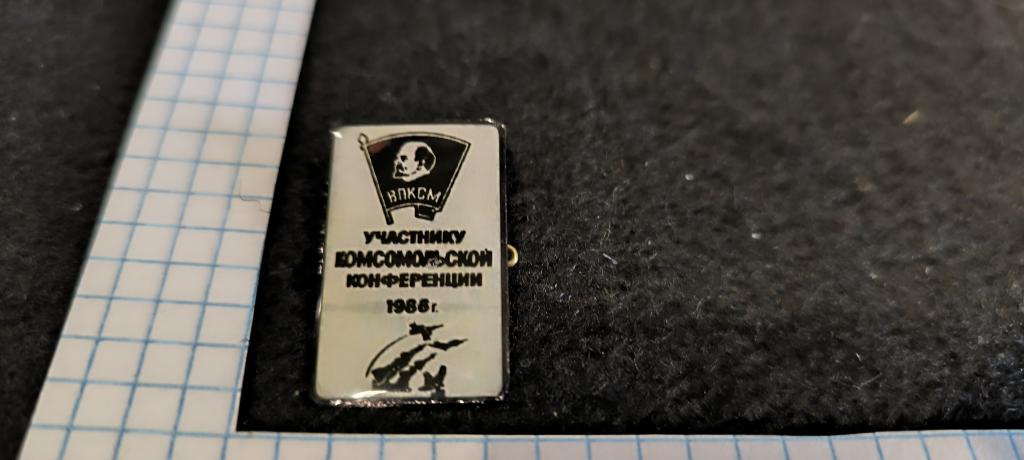 ВЛКСМ
УЧАСТНИКУ
КОМСОМОЛЬСКОЙ
КОНФЕРЕНЦИИ
1986 г.